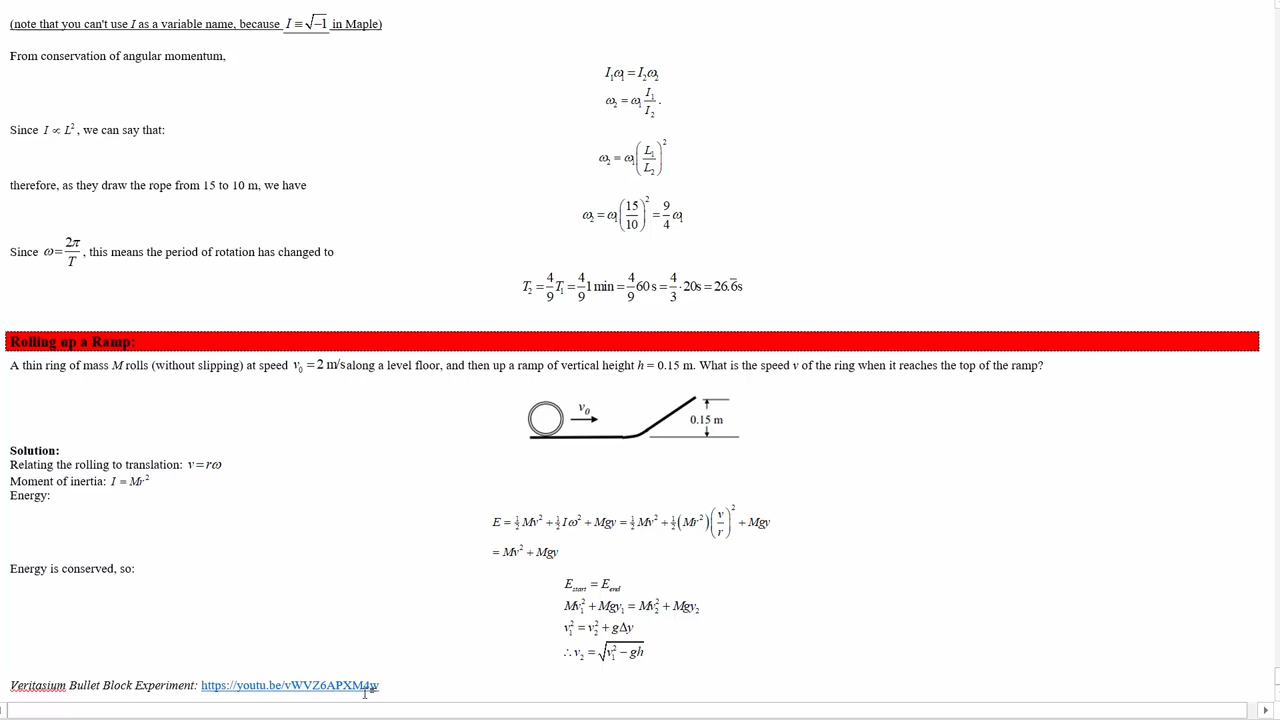 (note that you can't use I as a variable name, because I ≡ √−1 in Maple)
From conservation of angular momentum,
I₁ω₁ = I₂ω₂
ω₂ = ω₁ I₁/I₂.
Since I ∝ L², we can say that:
ω₂ = ω₁(L₁/L₂)²
therefore, as they draw the rope from 15 to 10 m, we have
ω₂ = ω₁(15/10)² = 9/4 ω₁
Since ω = 2π/T, this means the period of rotation has changed to
T₂ = 4/9 T₁ = 4/9 1 min = 4/9 60 s = 4/3 · 20s = 26.6̅s
Rolling up a Ramp:
A thin ring of mass M rolls (without slipping) at speed v₀ = 2 m/s along a level floor, and then up a ramp of vertical height h = 0.15 m. What is the speed v of the ring when it reaches the top of the ramp?
v₀
0.15 m
Solution:
Relating the rolling to translation: v = rω
Moment of inertia: I = Mr²
Energy:
E = ½ Mv² + ½ Iω² + Mgy = ½ Mv² + ½ (Mr²)(v/r)² + Mgy
= Mv² + Mgy
Energy is conserved, so:
E_start = E_end
Mv₁² + Mgy₁ = Mv₂² + Mgy₂
v₁² = v₂² + gΔy
∴ v₂ = √(v₁² − gh)
Veritasium Bullet Block Experiment: https://youtu.be/vWVZ6APXM4w